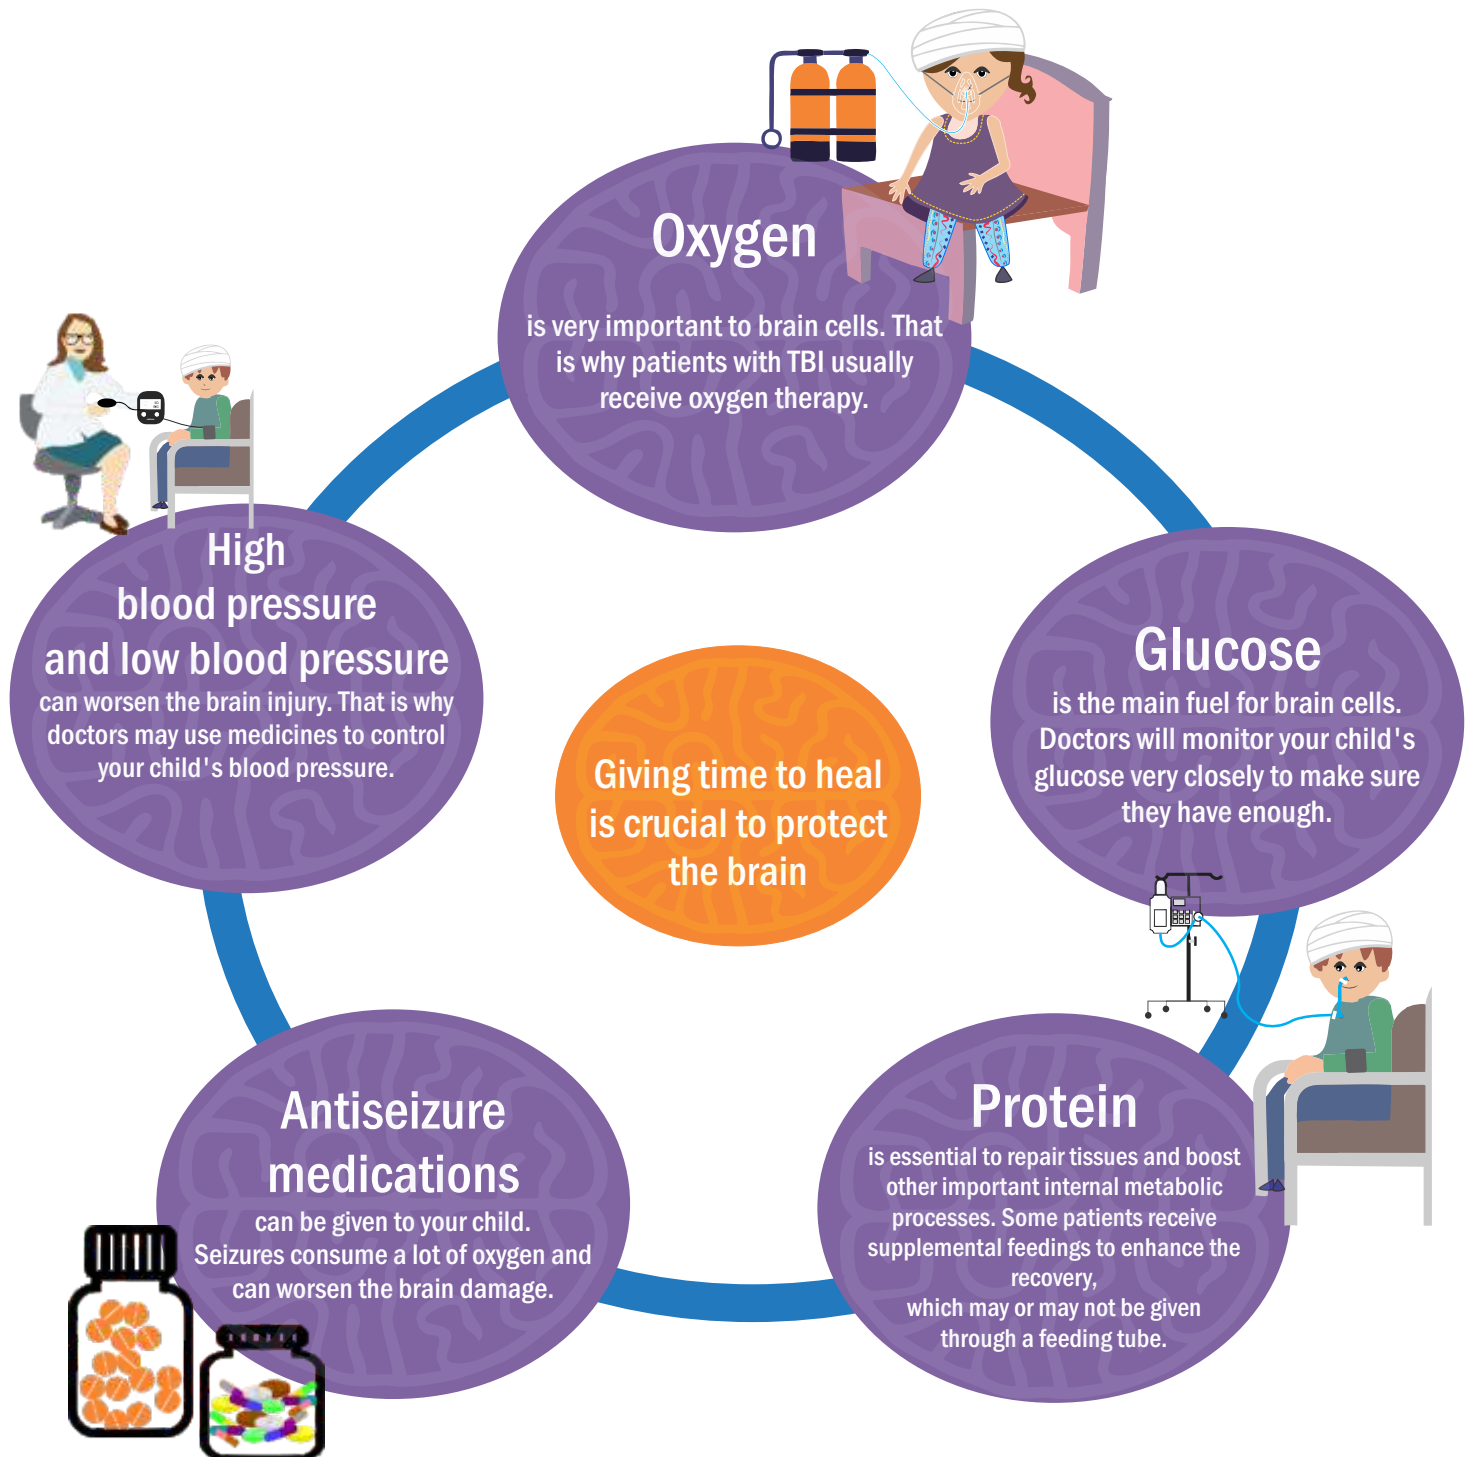 Oxygen
is very important to brain cells. That
is why patients with TBI usually
receive oxygen therapy.
Glucose
is the main fuel for brain cells.
Doctors will monitor your child's
glucose very closely to make sure
they have enough.
Protein
is essential to repair tissues and boost
other important internal metabolic
processes. Some patients receive
supplemental feedings to enhance the
recovery,
which may or may not be given
through a feeding tube.
Antiseizure
medications
can be given to your child.
Seizures consume a lot of oxygen and
can worsen the brain damage.
High
blood pressure
and low blood pressure
can worsen the brain injury. That is why
doctors may use medicines to control
your child's blood pressure.
Giving time to heal
is crucial to protect
the brain